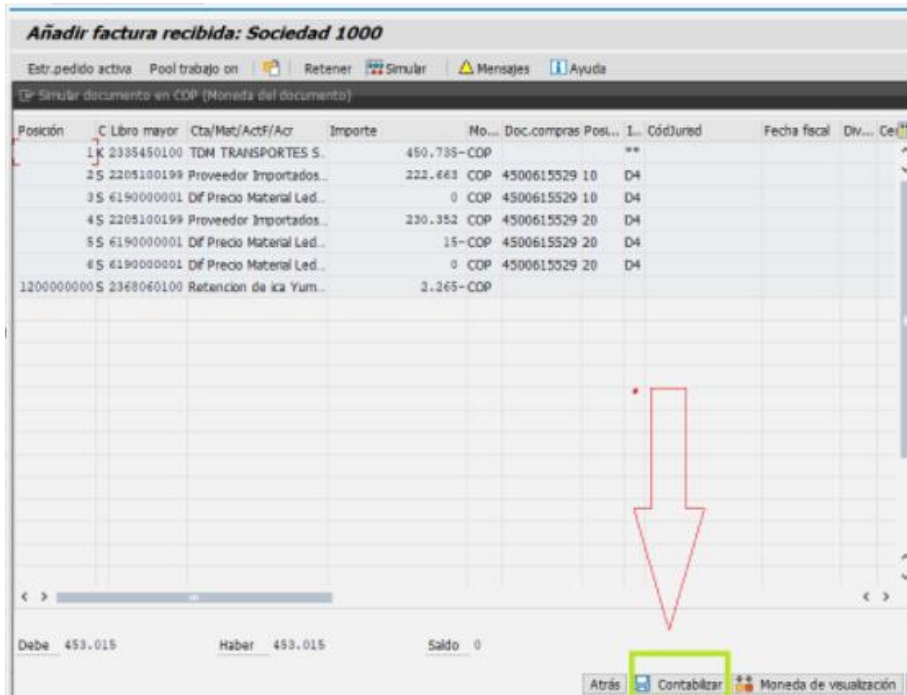 Añadir factura recibida: Sociedad 1000
Estr.pedido activa Pool trabajo on Retener Simular Mensajes Ayuda
Simular documento en COP (Moneda del documento)
Posición C Libro mayor Cta/Mat/ActF/Acr Importe Mo... Doc.compras Posi... I... CódJurisd Fecha fiscal Div... Ce
1 K 2335450100 TDM TRANSPORTES S.. 450.735- COP **
2 S 2205100199 Proveedor Importados.. 222.663 COP 4500615529 10 D4
3 S 6190000001 Dif Precio Material Led.. 0 COP 4500615529 10 D4
4 S 2205100199 Proveedor Importados.. 230.352 COP 4500615529 20 D4
5 S 6190000001 Dif Precio Material Led.. 15- COP 4500615529 20 D4
6 S 6190000001 Dif Precio Material Led.. 0 COP 4500615529 20 D4
1200000000 S 2368060100 Retencion de ica Yum.. 2.265- COP
Debe 453.015 Haber 453.015 Saldo 0
Atrás Contabilizar Moneda de visualización